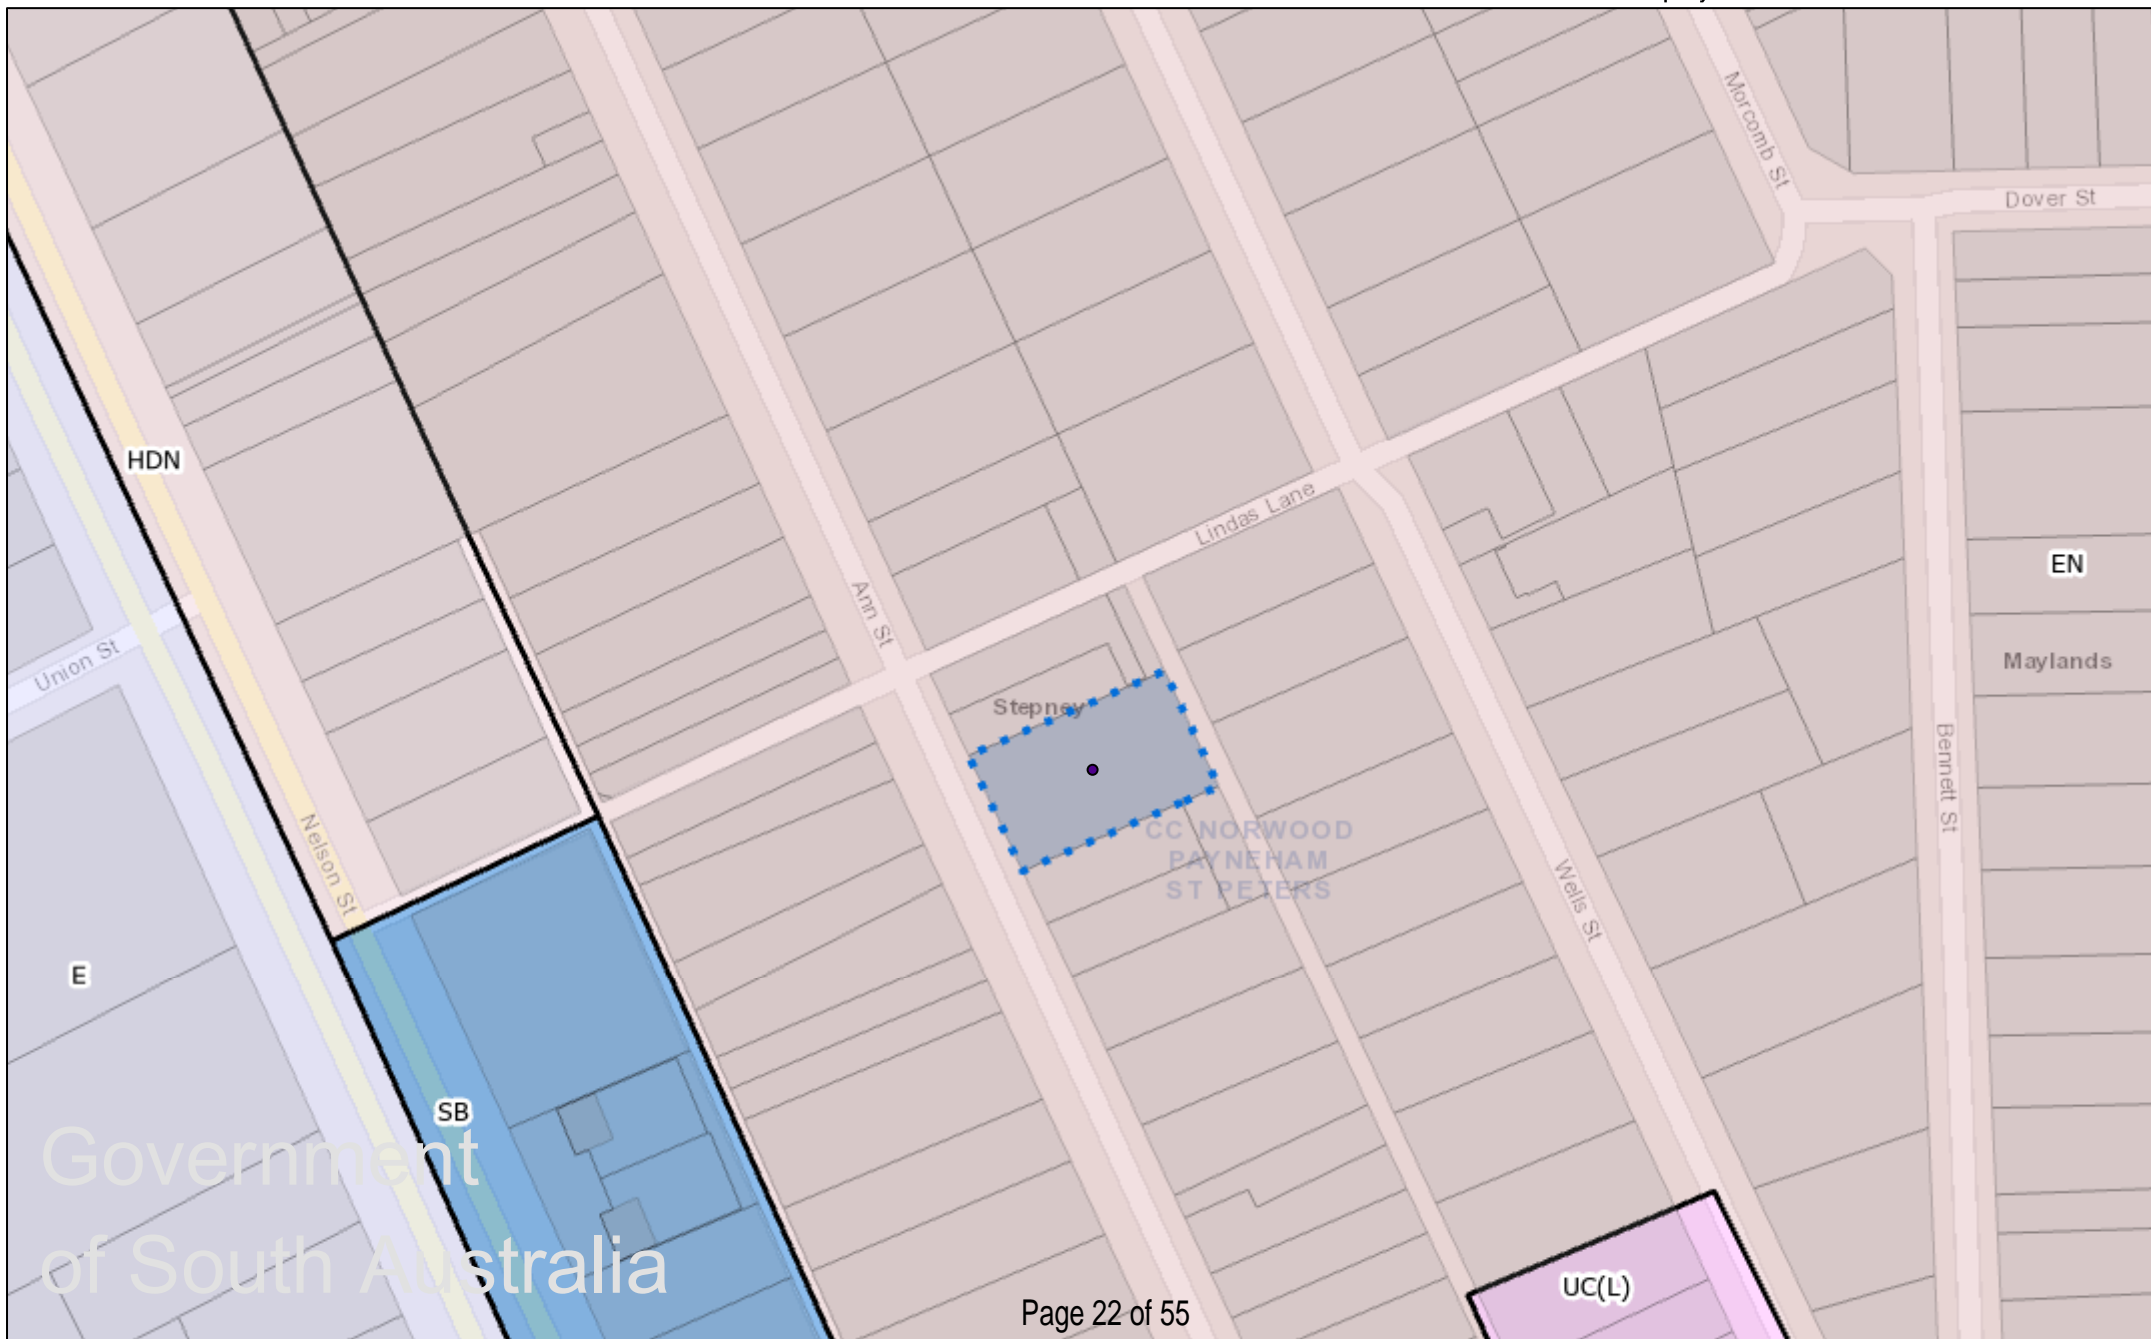 Morcomb St
Dover St
HDN
Lindas Lane
EN
Ann St
Union St
Maylands
Stepney
Bennett St
CC NORWOOD
PAYNEHAM
ST PETERS
Nelson St
Wells St
E
SB
Government
of South Australia
UC(L)
Page 22 of 55